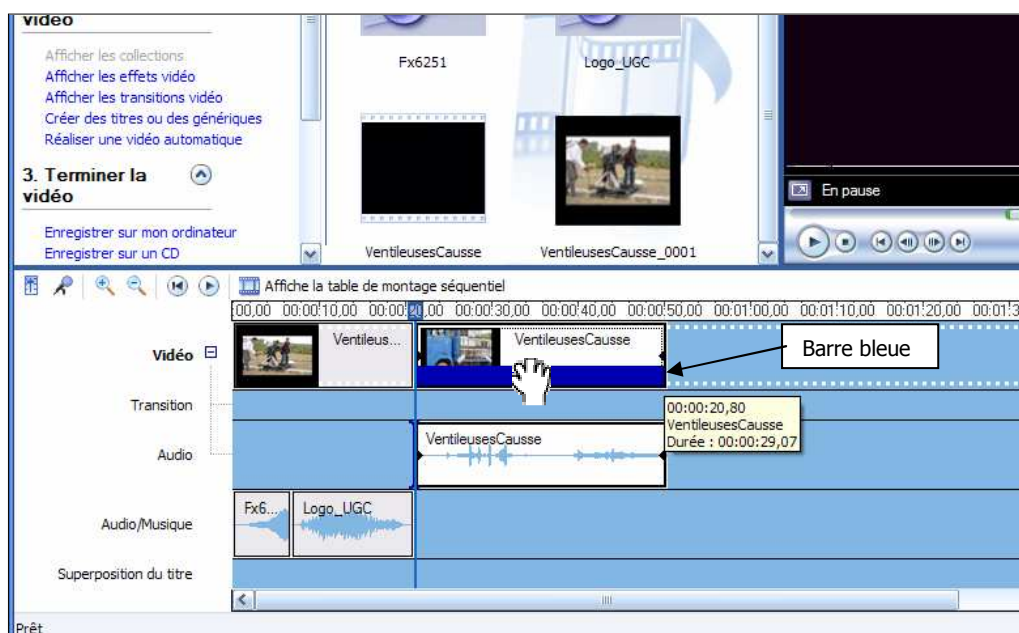 vidéo
Afficher les collections
Afficher les effets vidéo
Afficher les transitions vidéo
Créer des titres ou des génériques
Réaliser une vidéo automatique
3. Terminer la
vidéo
Enregistrer sur mon ordinateur
Enregistrer sur un CD
Fx6251
Logo_UGC
VentileusesCausse
VentileusesCausse_0001
En pause
Affiche la table de montage séquentiel
:00,00 00:00:10,00 00:00:20,00 00:00:30,00 00:00:40,00 00:00:50,00 00:01:00,00 00:01:10,00 00:01:20,00 00:01:3
Vidéo
Ventileus...
VentileusesCausse
Barre bleue
Transition
00:00:20,80
VentileusesCausse
Durée : 00:00:29,07
Audio
VentileusesCausse
Audio/Musique
Fx6...
Logo_UGC
Superposition du titre
Prêt